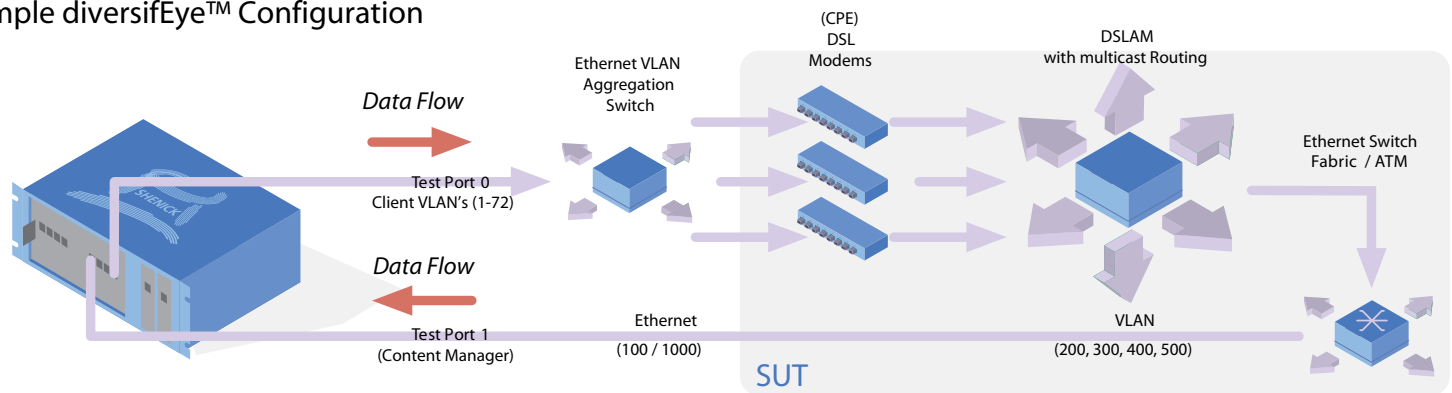 mple diversifEye™ Configuration
(CPE)
DSL
Modems
DSLAM
with multicast Routing
Ethernet VLAN
Aggregation
Switch
Data Flow
Ethernet Switch
Fabric / ATM
Test Port 0
Client VLAN's (1-72)
SHENICK
Data Flow
Test Port 1
(Content Manager)
Ethernet
(100 / 1000)
VLAN
(200, 300, 400, 500)
SUT